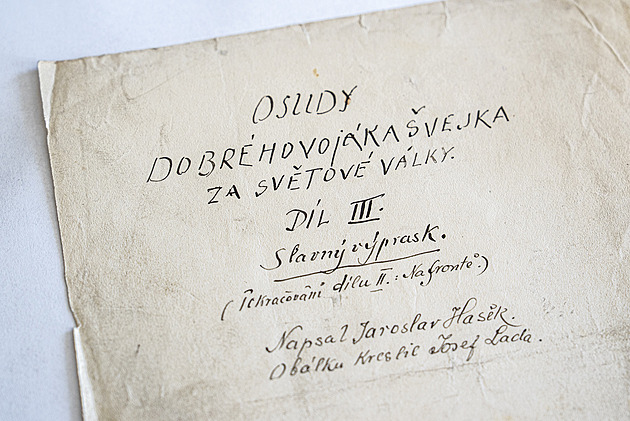 OSUDY
DOBRÉHO VOJÁKA ŠVEJKA
ZA SVĚTOVÉ VÁLKY.
DÍL III.
Slavný výprask.
(Pokračování dílu II.: Na frontě.)
Napsal Jaroslav Hašek.
Obálku Kreslil Josef Lada.